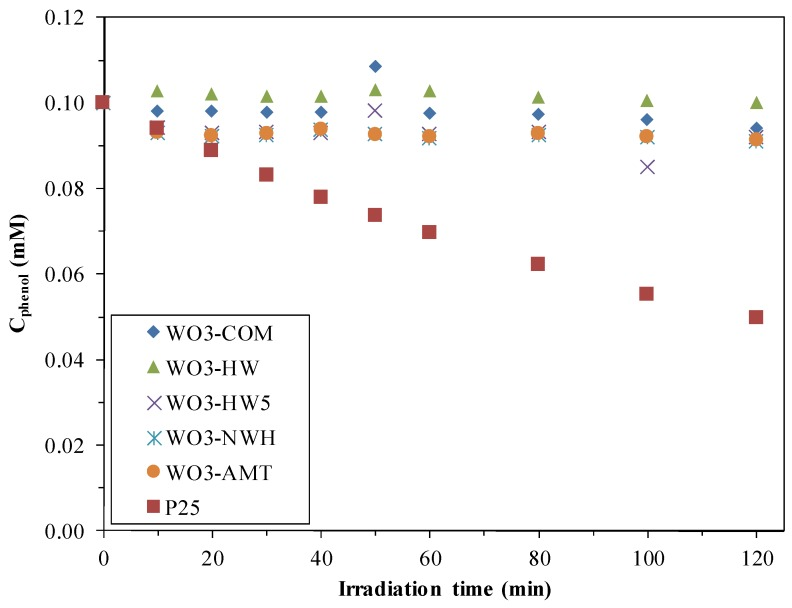 0.12
0.10
0.08
0.06
0.04
0.02
0.00
C_phenol (mM)
WO3-COM
WO3-HW
WO3-HW5
WO3-NWH
WO3-AMT
P25
0 20 40 60 80 100 120
Irradiation time (min)